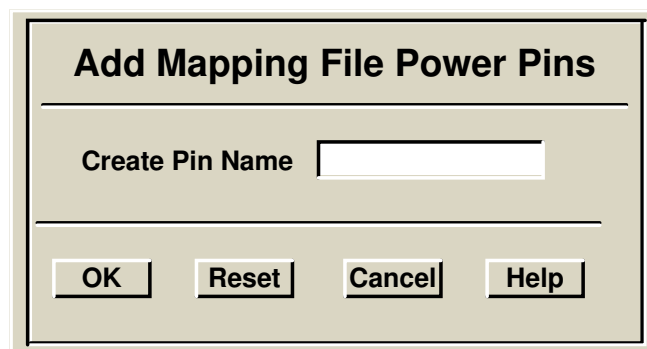 Add Mapping File Power Pins
Create Pin Name
OK Reset Cancel Help